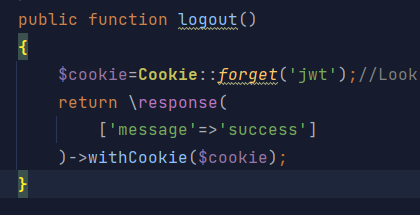 public function logout()
{
$cookie=Cookie::forget('jwt');//Look
return \response(
['message'=>'success']
)->withCookie($cookie);
}